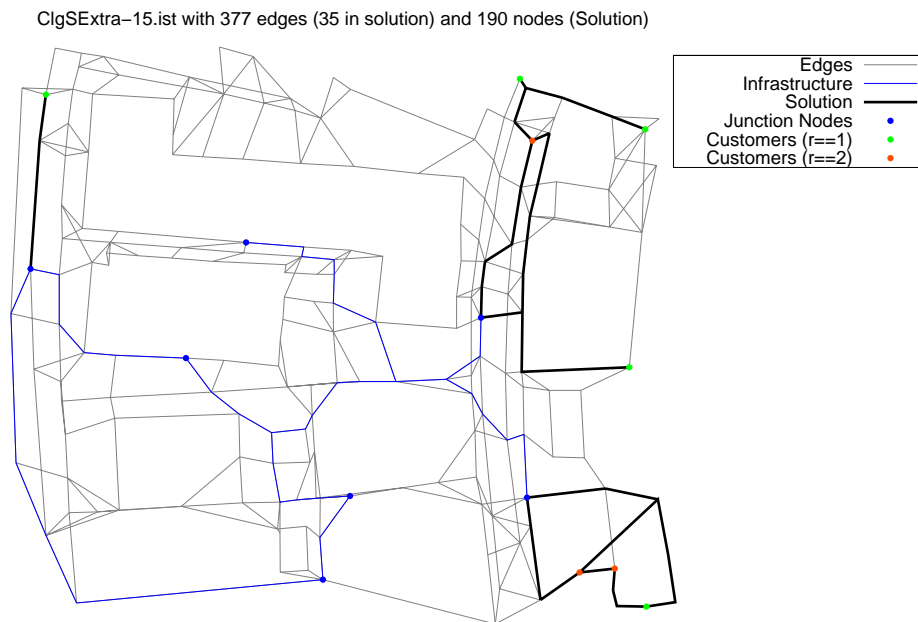 ClgSExtra−15.ist with 377 edges (35 in solution) and 190 nodes (Solution)
Edges
Infrastructure
Solution
Junction Nodes
Customers (r==1)
Customers (r==2)